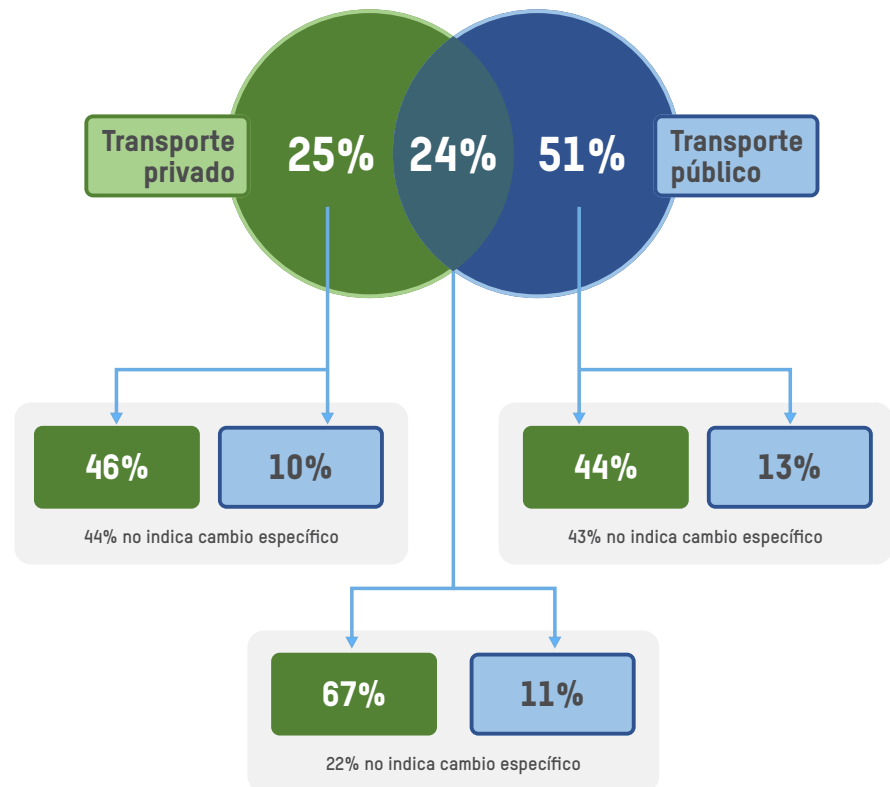 Transporte
privado
25%
24%
51%
Transporte
público
46%
10%
44% no indica cambio específico
44%
13%
43% no indica cambio específico
67%
11%
22% no indica cambio específico